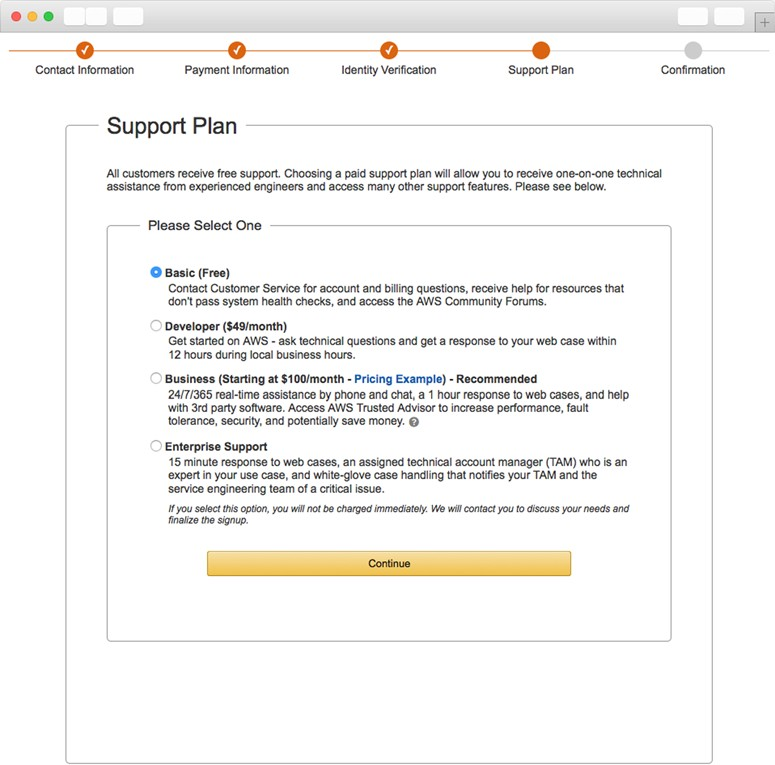 Contact Information
Payment Information
Identity Verification
Support Plan
Confirmation
Support Plan
All customers receive free support. Choosing a paid support plan will allow you to receive one-on-one technical
assistance from experienced engineers and access many other support features. Please see below.
Please Select One
Basic (Free)
Contact Customer Service for account and billing questions, receive help for resources that
don't pass system health checks, and access the AWS Community Forums.
Developer ($49/month)
Get started on AWS - ask technical questions and get a response to your web case within
12 hours during local business hours.
Business (Starting at $100/month - Pricing Example) - Recommended
24/7/365 real-time assistance by phone and chat, a 1 hour response to web cases, and help
with 3rd party software. Access AWS Trusted Advisor to increase performance, fault
tolerance, security, and potentially save money. ?
Enterprise Support
15 minute response to web cases, an assigned technical account manager (TAM) who is an
expert in your use case, and white-glove case handling that notifies your TAM and the
service engineering team of a critical issue.
If you select this option, you will not be charged immediately. We will contact you to discuss your needs and
finalize the signup.
Continue